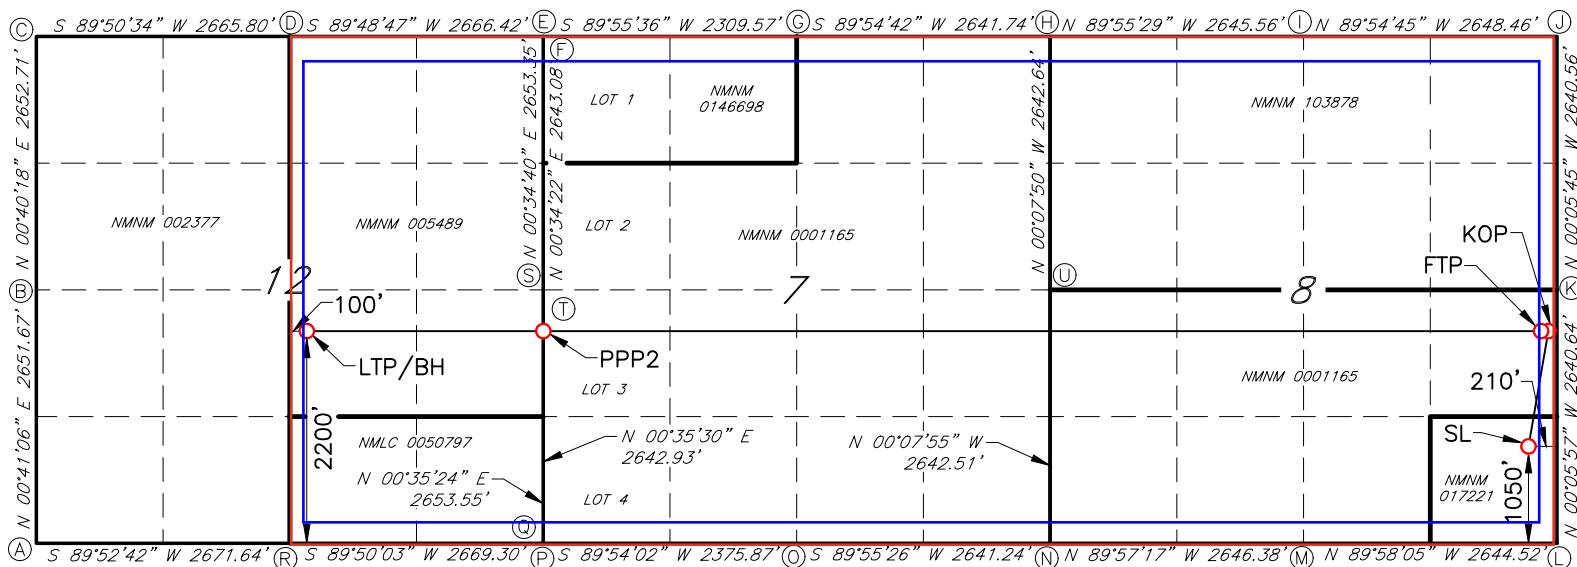 C S 89°50'34" W 2665.80' D S 89°48'47" W 2666.42' E S 89°55'36" W 2309.57' G S 89°54'42" W 2641.74' H N 89°55'29" W 2645.56' I N 89°54'45" W 2648.46' J
N 00°40'18" E 2652.71'
N 00°34'40" E 2653.35'
F
N 00°34'22" E 2643.08'
LOT 1
NMNM
0146698
N 00°07'50" W 2642.64'
NMNM 103878
N 00°05'45" W 2640.56'
NMNM 002377
NMNM 005489
LOT 2
NMNM 0001165
KOP
FTP
B
12
S
7
U
8
K
100'
T
LTP/BH
PPP2
N 00°41'06" E 2651.67'
LOT 3
NMNM 0001165
210'
N 00°05'57" W 2640.64'
2200'
NMLC 0050797
N 00°35'30" E
2642.93'
N 00°07'55" W
2642.51'
SL
N 00°35'24" E
2653.55'
LOT 4
NMNM
017221
1050'
Q
A S 89°52'42" W 2671.64' R S 89°50'03" W 2669.30' P S 89°54'02" W 2375.87' O S 89°55'26" W 2641.24' N N 89°57'17" W 2646.38' M N 89°58'05" W 2644.52' L